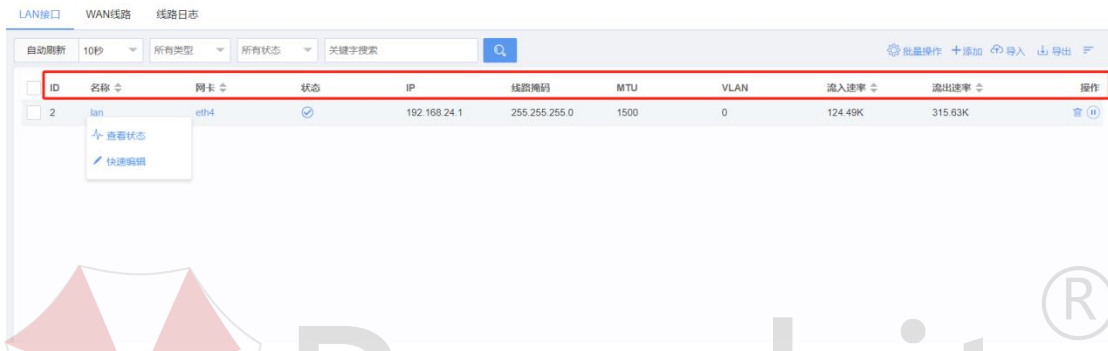 LAN接口 WAN线路 线路日志
自动刷新 10秒 所有类型 所有状态 关键字搜索 批量操作 添加 导入 导出
ID 名称 网卡 状态 IP 线路掩码 MTU VLAN 流入速率 流出速率 操作
2 lan eth4 192.168.24.1 255.255.255.0 1500 0 124.49K 315.63K
查看状态
快速编辑
®